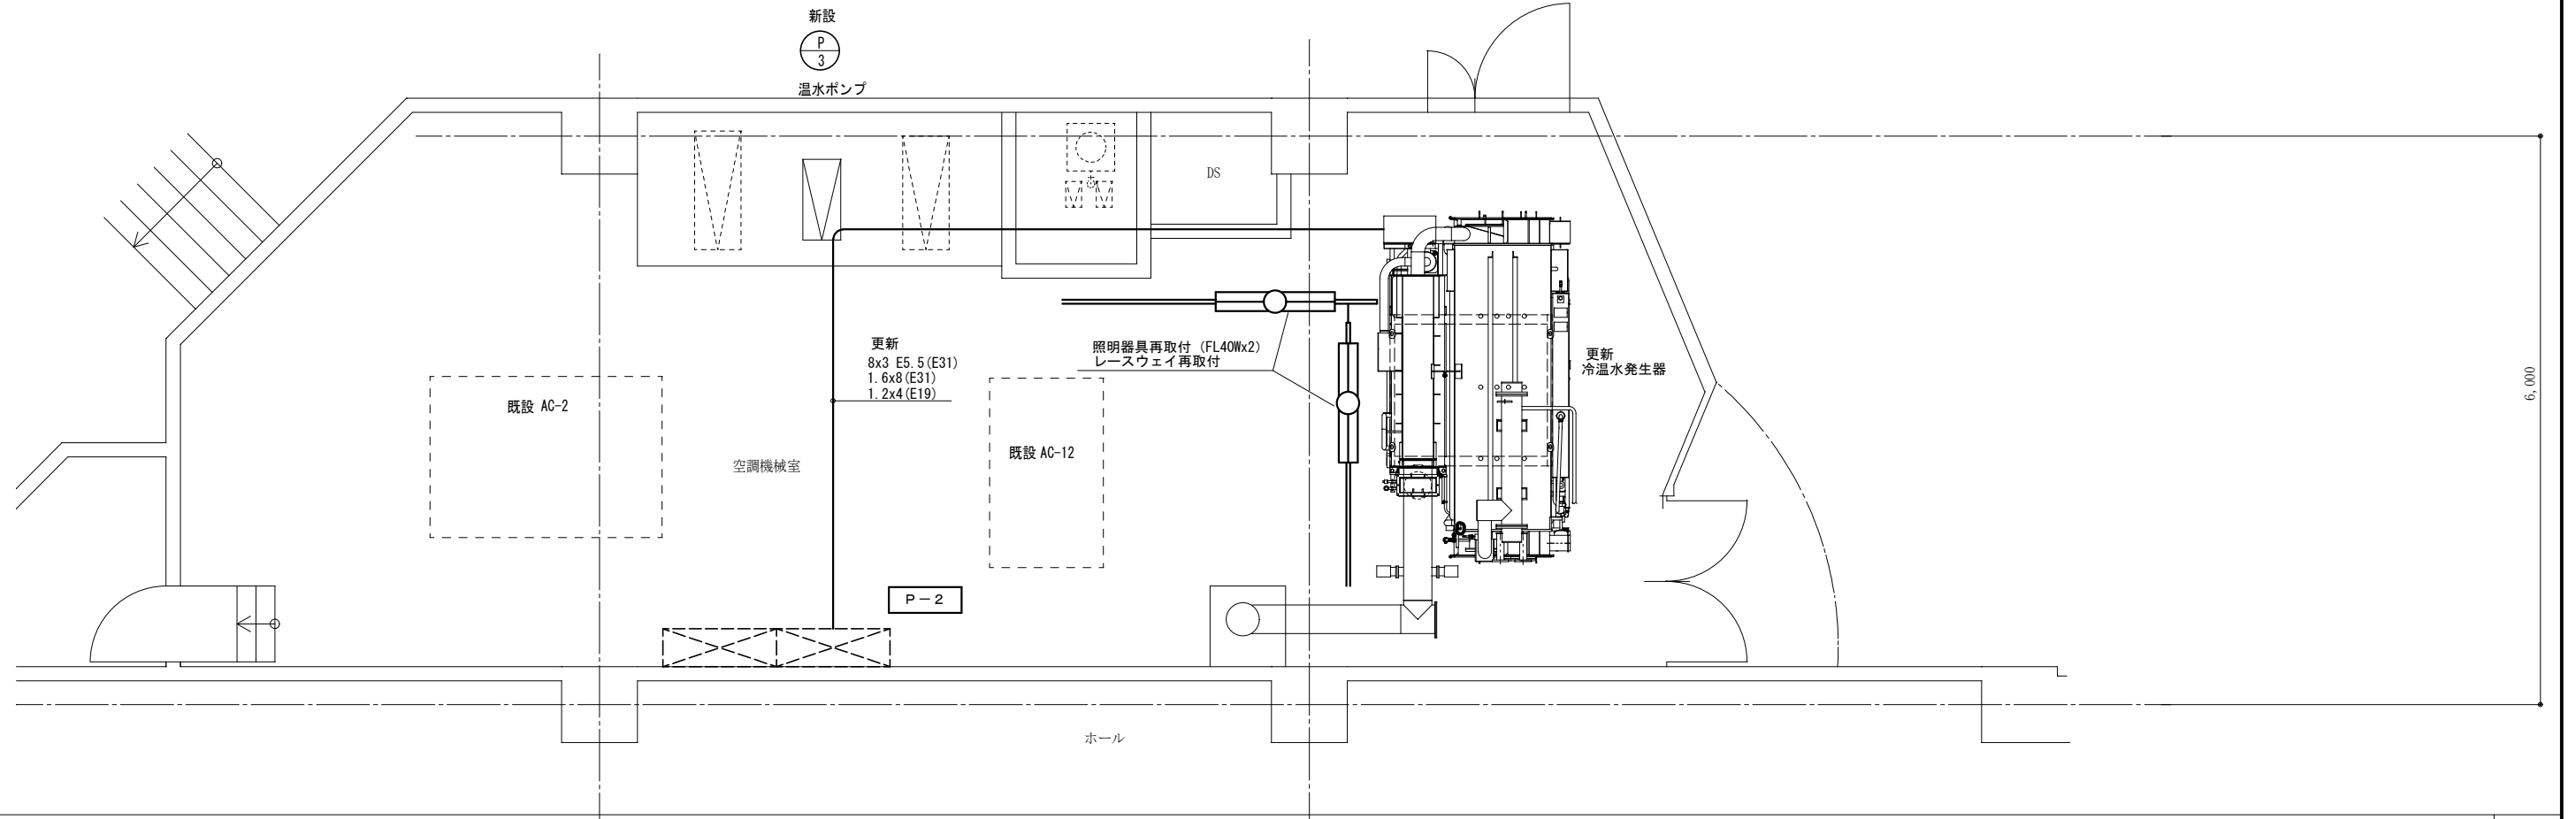 新設
P
3
温水ポンプ
DS
更新
8x3 E5.5(E31)
1.6x8(E31)
1.2x4(E19)
照明器具再取付 (FL40Wx2)
レースウェイ再取付
更新
冷温水発生器
6,000
既設 AC-2
既設 AC-12
空調機械室
P-2
ホール